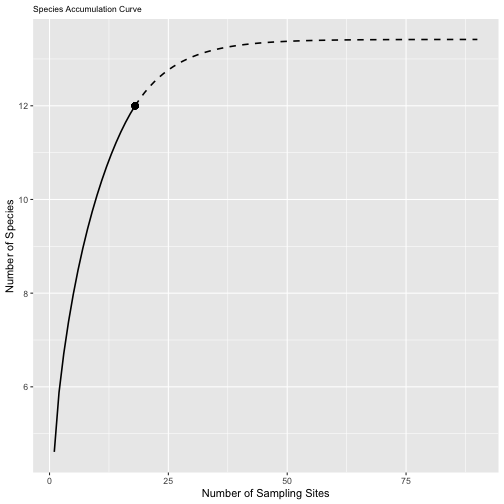 Species Accumulation Curve
12
10
8
6
Number of Species
0 25 50 75
Number of Sampling Sites